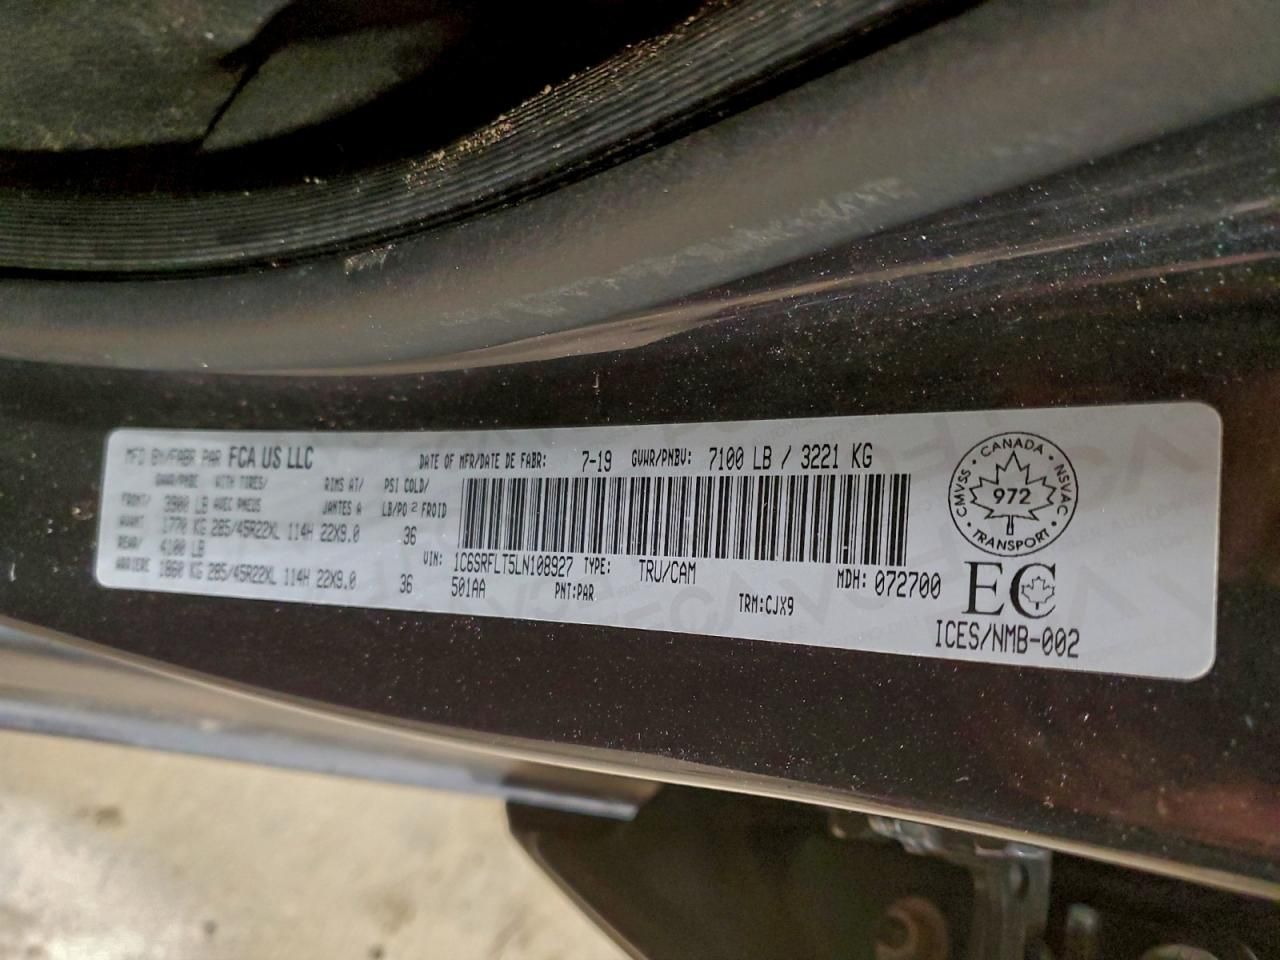 MFD BY/FABR PAR FCA US LLC DATE OF MFR/DATE DE FABR: 7-19 GVWR/PNBV: 7100 LB / 3221 KG
GAWR/PNBE WITH TIRES/ RIMS AT/ PSI COLD/
FRONT/ 3900 LB AVEC PNEUS JANTES A LB/PO² FROID
AVANT 1770 KG 285/45R22XL 114H 22X9.0 36
REAR/ 4100 LB
ARRIERE 1860 KG 285/45R22XL 114H 22X9.0 36
VIN: 1C6SRFLT5LN108927 TYPE: TRU/CAM MDH: 072700
501AA PNT:PAR TRM:CJX9
CANADA
CMVSS · NSVAC
972
TRANSPORT
EC
ICES/NMB-002